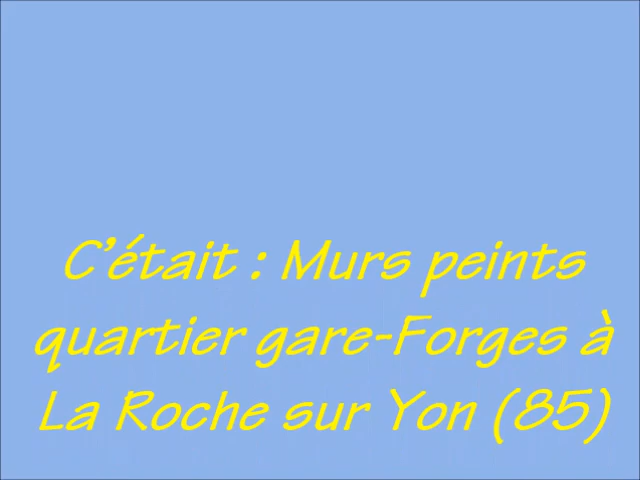 C'était : Murs peints
quartier gare-Forges à
La Roche sur Yon (85)